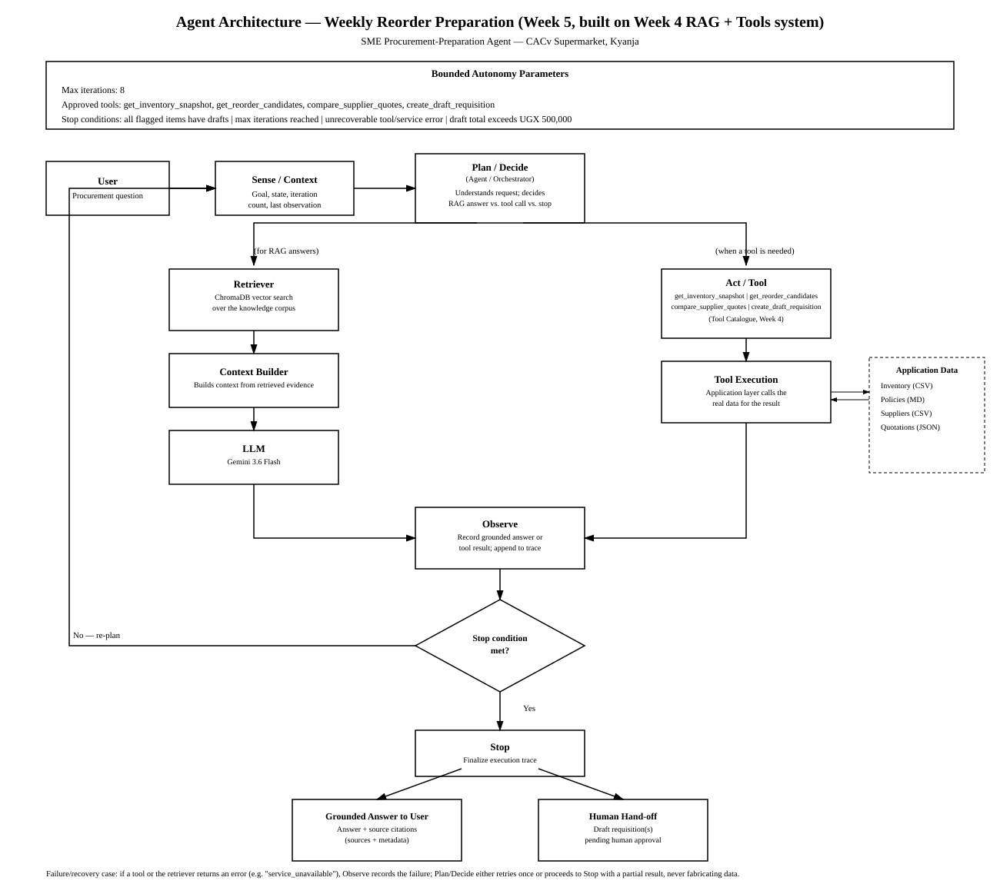 Agent Architecture — Weekly Reorder Preparation (Week 5, built on Week 4 RAG + Tools system)
SME Procurement-Preparation Agent — CACv Supermarket, Kyanja
Bounded Autonomy Parameters
Max iterations: 8
Approved tools: get_inventory_snapshot, get_reorder_candidates, compare_supplier_quotes, create_draft_requisition
Stop conditions: all flagged items have drafts | max iterations reached | unrecoverable tool/service error | draft total exceeds UGX 500,000
User
Procurement question
Sense / Context
Goal, state, iteration
count, last observation
Plan / Decide
(Agent / Orchestrator)
Understands request; decides
RAG answer vs. tool call vs. stop
(for RAG answers)
(when a tool is needed)
Retriever
ChromaDB vector search
over the knowledge corpus
Act / Tool
get_inventory_snapshot | get_reorder_candidates
compare_supplier_quotes | create_draft_requisition
(Tool Catalogue, Week 4)
Context Builder
Builds context from retrieved evidence
Tool Execution
Application layer calls the
real data for the result
Application Data
Inventory (CSV)
Policies (MD)
Suppliers (CSV)
Quotations (JSON)
LLM
Gemini 3.6 Flash
Observe
Record grounded answer or
tool result; append to trace
No — re-plan
Stop condition
met?
Yes
Stop
Finalize execution trace
Grounded Answer to User
Answer + source citations
(sources + metadata)
Human Hand-off
Draft requisition(s)
pending human approval
Failure/recovery case: if a tool or the retriever returns an error (e.g. "service_unavailable"), Observe records the failure; Plan/Decide either retries once or proceeds to Stop with a partial result, never fabricating data.